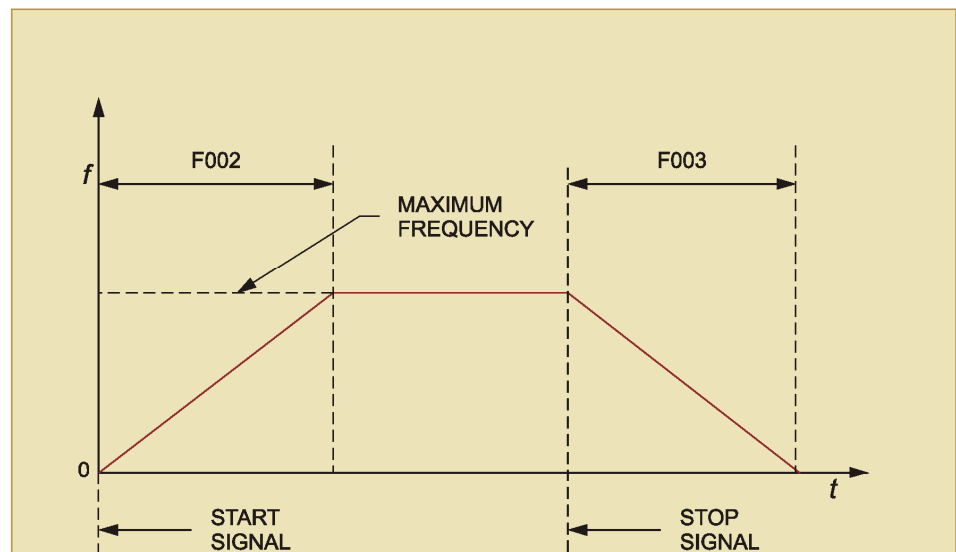 F002
F003
f
MAXIMUM
FREQUENCY
0
t
START
SIGNAL
STOP
SIGNAL